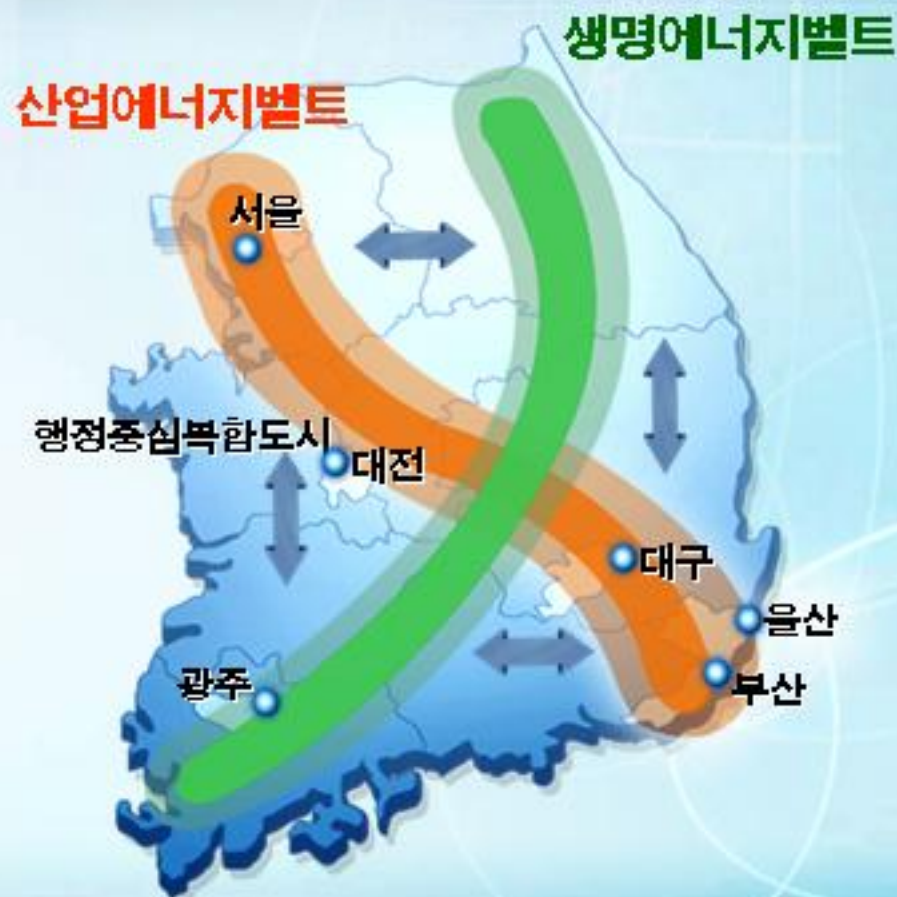 생명에너지벨트
산업에너지벨트
서울
행정중심복합도시
대전
대구
울산
광주
부산